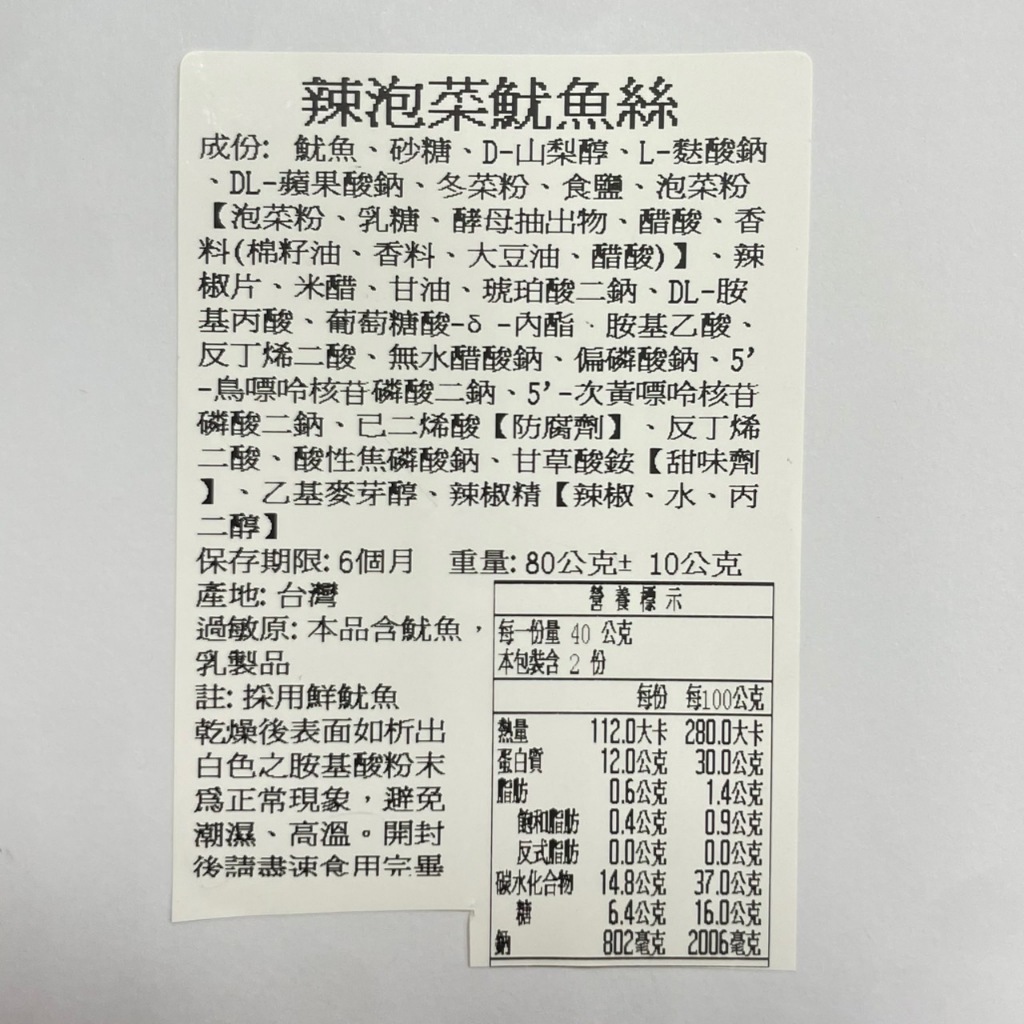 辣泡菜魷魚絲
成份: 魷魚、砂糖、D-山梨醇、L-麩酸鈉
、DL-蘋果酸鈉、冬菜粉、食鹽、泡菜粉
【泡菜粉、乳糖、酵母抽出物、醋酸、香
料(棉籽油、香料、大豆油、醋酸)】、辣
椒片、米醋、甘油、琥珀酸二鈉、DL-胺
基丙酸、葡萄糖酸-δ -內酯、胺基乙酸、
反丁烯二酸、無水醋酸鈉、偏磷酸鈉、5’
-鳥嘌呤核苷磷酸二鈉、5’-次黃嘌呤核苷
磷酸二鈉、已二烯酸【防腐劑】、反丁烯
二酸、酸性焦磷酸鈉、甘草酸銨【甜味劑
】、乙基麥芽醇、辣椒精【辣椒、水、丙
二醇】
保存期限: 6個月 重量: 80公克± 10公克
產地: 台灣
過敏原: 本品含魷魚，
乳製品
註: 採用鮮魷魚
乾燥後表面如析出
白色之胺基酸粉末
為正常現象，避免
潮濕、高溫。開封
後請盡速食用完畢
營養標示
每一份量 40 公克
本包裝含 2 份
每份 每100公克
熱量 112.0大卡 280.0大卡
蛋白質 12.0公克 30.0公克
脂肪 0.6公克 1.4公克
飽和脂肪 0.4公克 0.9公克
反式脂肪 0.0公克 0.0公克
碳水化合物 14.8公克 37.0公克
糖 6.4公克 16.0公克
鈉 802毫克 2006毫克